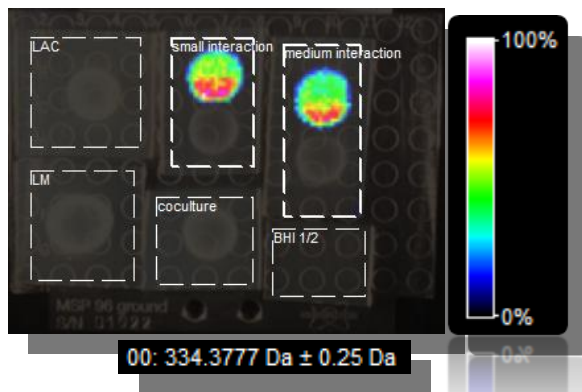 LAC
small interaction
medium interaction
100%
LM
coculture
BHI 1/2
MSP 96 ground
0%
00: 334.3777 Da ± 0.25 Da